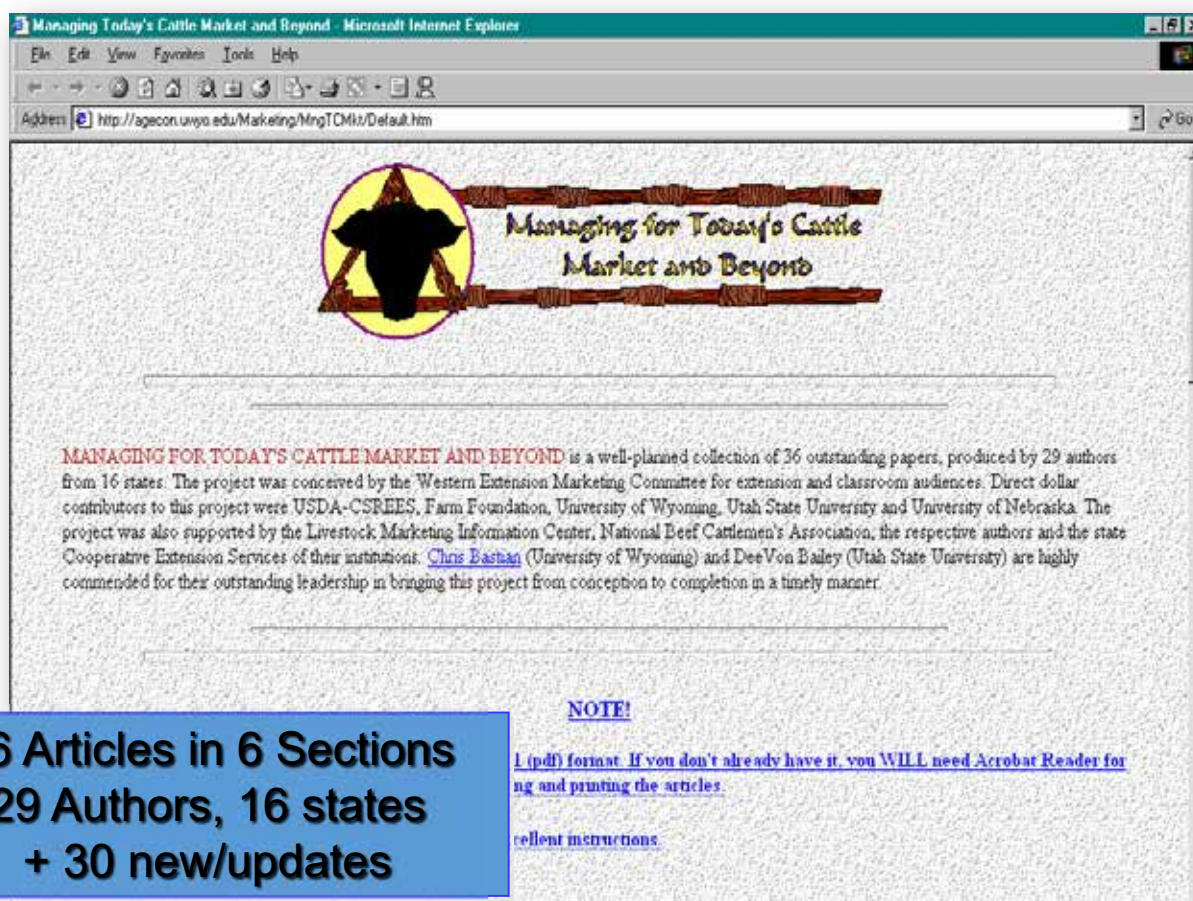 Managing Today's Cattle Market and Beyond - Microsoft Internet Explorer
File Edit View Favorites Tools Help
Address http://agecon.uwyo.edu/Marketing/MngTCMkt/Default.htm Go
Managing for Today's Cattle
Market and Beyond
MANAGING FOR TODAY'S CATTLE MARKET AND BEYOND is a well-planned collection of 36 outstanding papers, produced by 29 authors
from 16 states. The project was conceived by the Western Extension Marketing Committee for extension and classroom audiences. Direct dollar
contributors to this project were USDA-CSREES, Farm Foundation, University of Wyoming, Utah State University and University of Nebraska. The
project was also supported by the Livestock Marketing Information Center, National Beef Cattlemen's Association, the respective authors and the state
Cooperative Extension Services of their institutions. Chris Bastian (University of Wyoming) and DeeVon Bailey (Utah State University) are highly
commended for their outstanding leadership in bringing this project from conception to completion in a timely manner.
NOTE!
(pdf) format. If you don't already have it, you WILL need Acrobat Reader for
and printing the articles.
instructions.
6 Articles in 6 Sections
29 Authors, 16 states
+ 30 new/updates